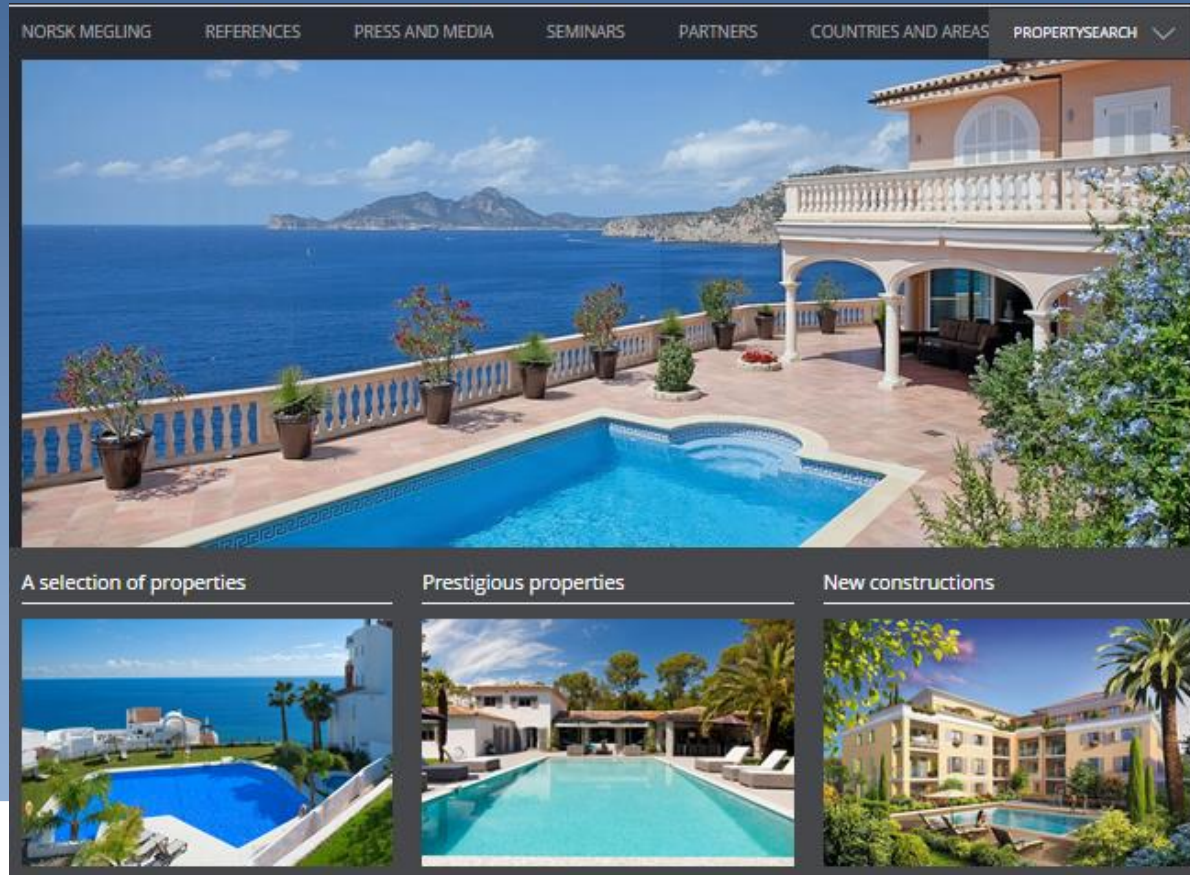 NORSK MEGLING REFERENCES PRESS AND MEDIA SEMINARS PARTNERS COUNTRIES AND AREAS PROPERTYSEARCH
A selection of properties Prestigious properties New constructions